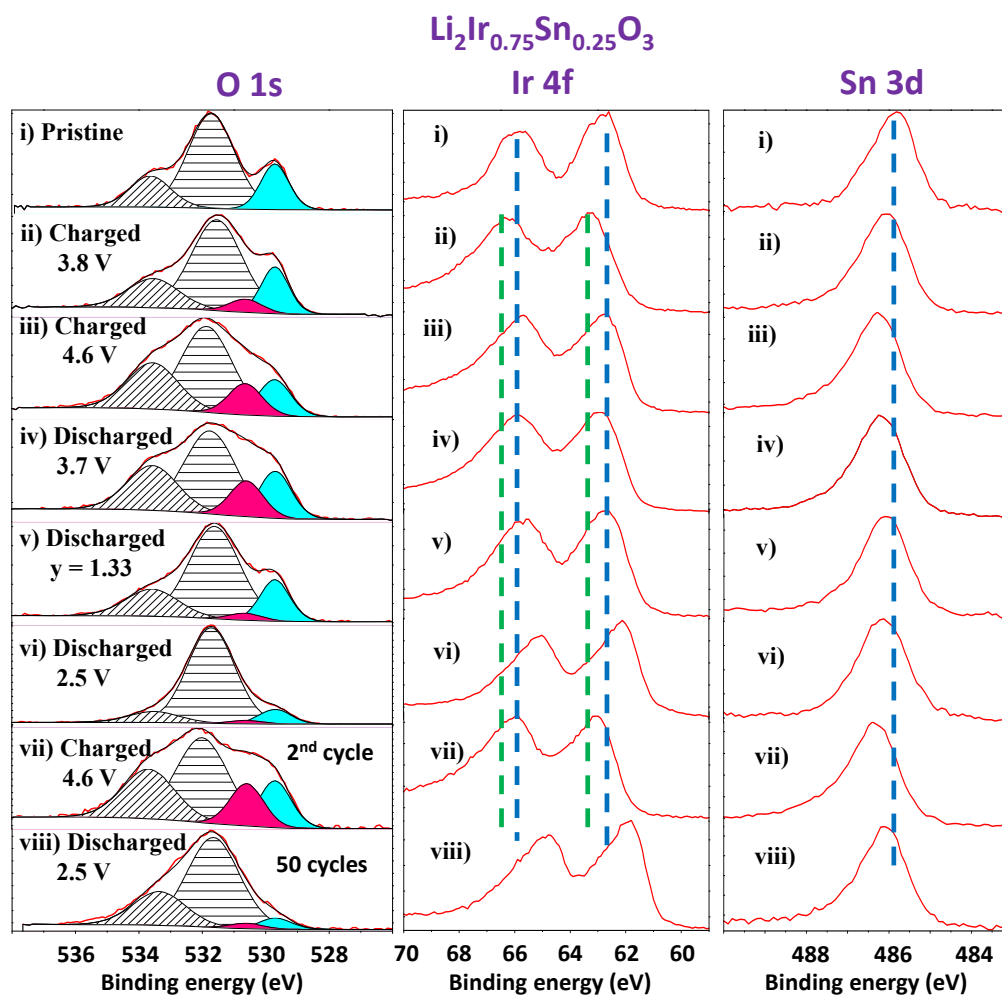 Li₂Ir₀.₇₅Sn₀.₂₅O₃
O 1s
Ir 4f
Sn 3d
i) Pristine
ii) Charged
3.8 V
iii) Charged
4.6 V
iv) Discharged
3.7 V
v) Discharged
y = 1.33
vi) Discharged
2.5 V
vii) Charged
4.6 V
2nd cycle
viii) Discharged
2.5 V
50 cycles
536 534 532 530 528
Binding energy (eV)
i)
ii)
iii)
iv)
v)
vi)
vii)
viii)
70 68 66 64 62 60
Binding energy (eV)
i)
ii)
iii)
iv)
v)
vi)
vii)
viii)
488 486 484
Binding energy (eV)